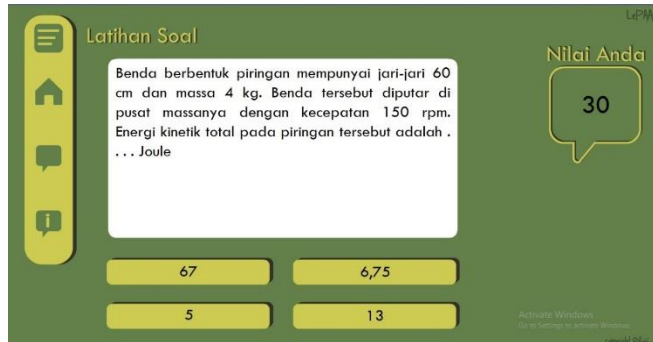 LePM
Latihan Soal
Nilai Anda
30
Benda berbentuk piringan mempunyai jari-jari 60
cm dan massa 4 kg. Benda tersebut diputar di
pusat massanya dengan kecepatan 150 rpm.
Energi kinetik total pada piringan tersebut adalah .
. . . Joule
67
6,75
5
13
Activate Windows
Go to Settings to activate Windows.